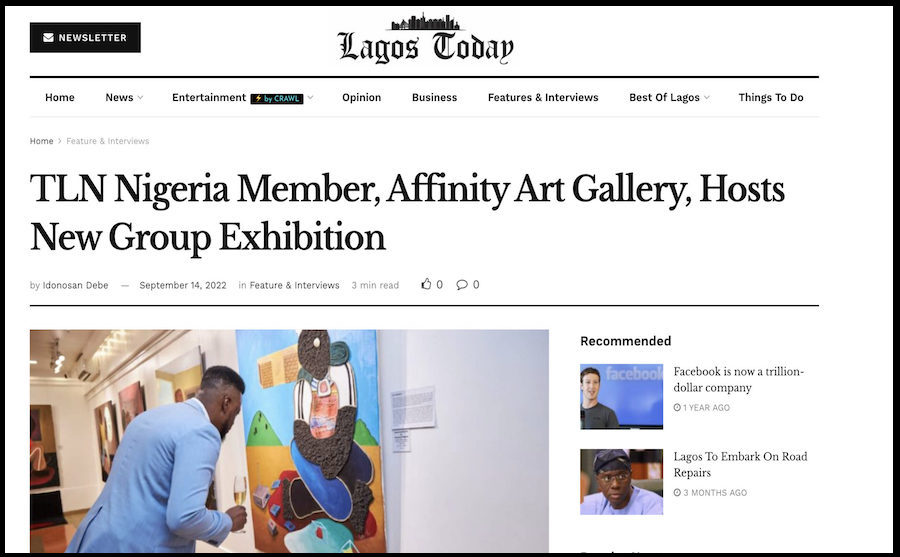 NEWSLETTER
Lagos Today
Home News Entertainment by CRAWL Opinion Business Features & Interviews Best Of Lagos Things To Do
Home > Feature & Interviews
TLN Nigeria Member, Affinity Art Gallery, Hosts
New Group Exhibition
by Idonosan Debe — September 14, 2022 in Feature & Interviews 3 min read 0 0
Recommended
facebook
Facebook is now a trillion-
dollar company
1 YEAR AGO
Lagos To Embark On Road
Repairs
3 MONTHS AGO